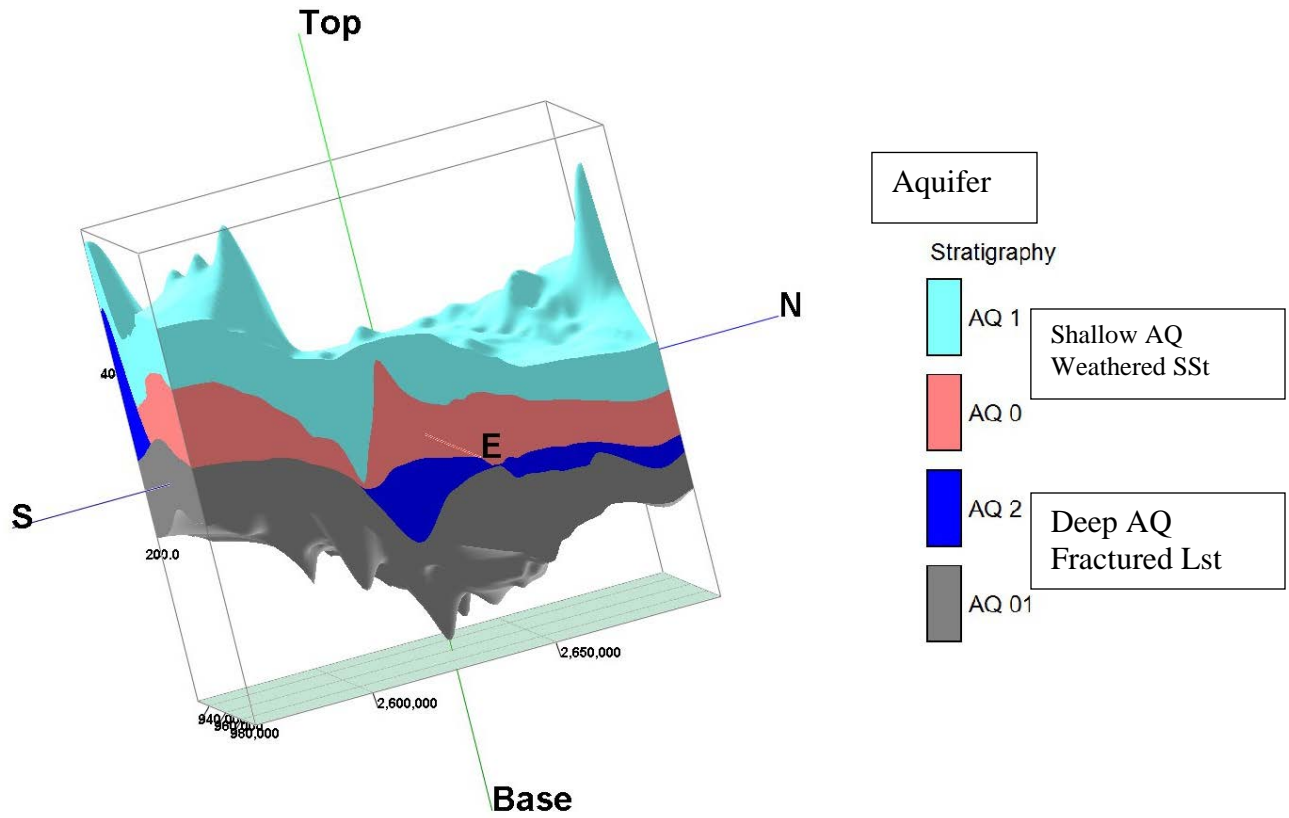 Top
N
E
S
40
200.0
2,650,000
2,600,000
980,000
Base
Aquifer
Stratigraphy
AQ 1
Shallow AQ
Weathered SSt
AQ 0
AQ 2
Deep AQ
Fractured Lst
AQ 01